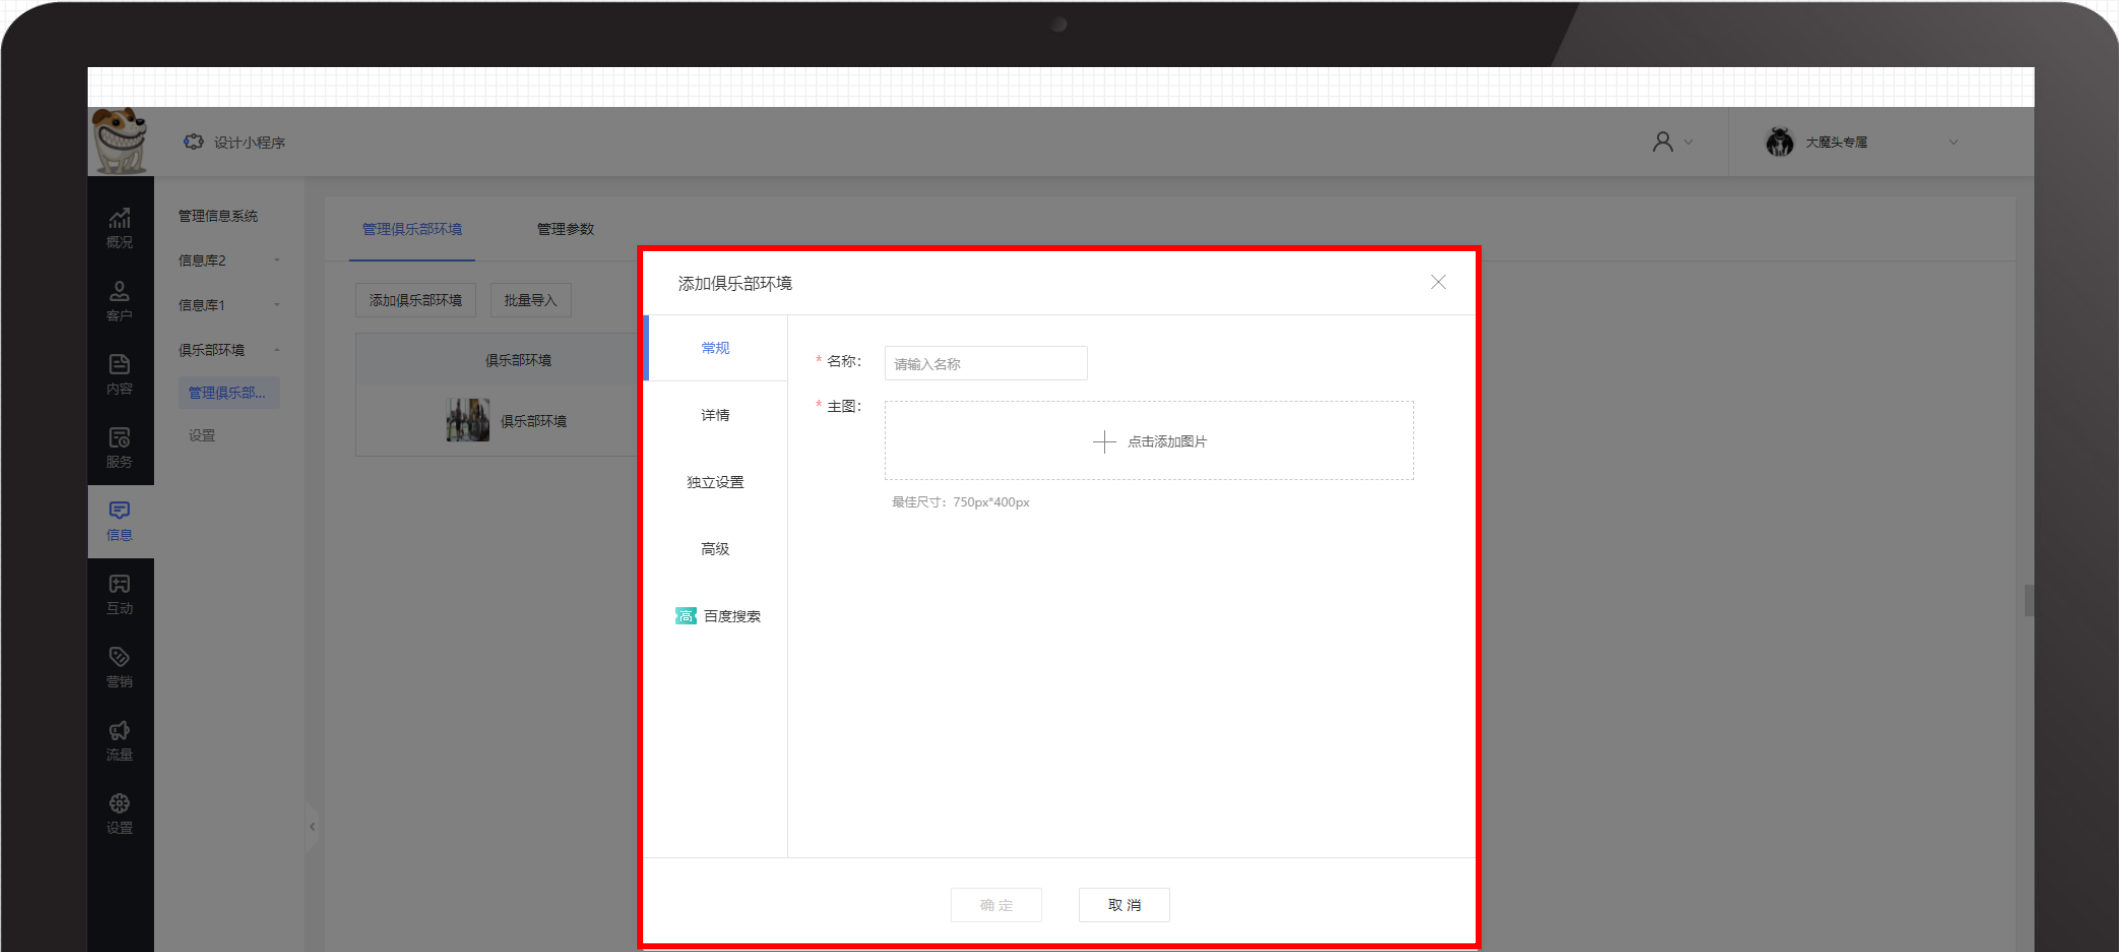 设计小程序
大魔头专属
概况
客户
内容
服务
信息
互动
营销
流量
设置
管理信息系统
信息库2
信息库1
俱乐部环境
管理俱乐部...
设置
管理俱乐部环境
管理参数
添加俱乐部环境
批量导入
俱乐部环境
俱乐部环境
添加俱乐部环境
常规
详情
独立设置
高级
高 百度搜索
* 名称：
请输入名称
* 主图：
点击添加图片
最佳尺寸：750px*400px
确 定
取 消